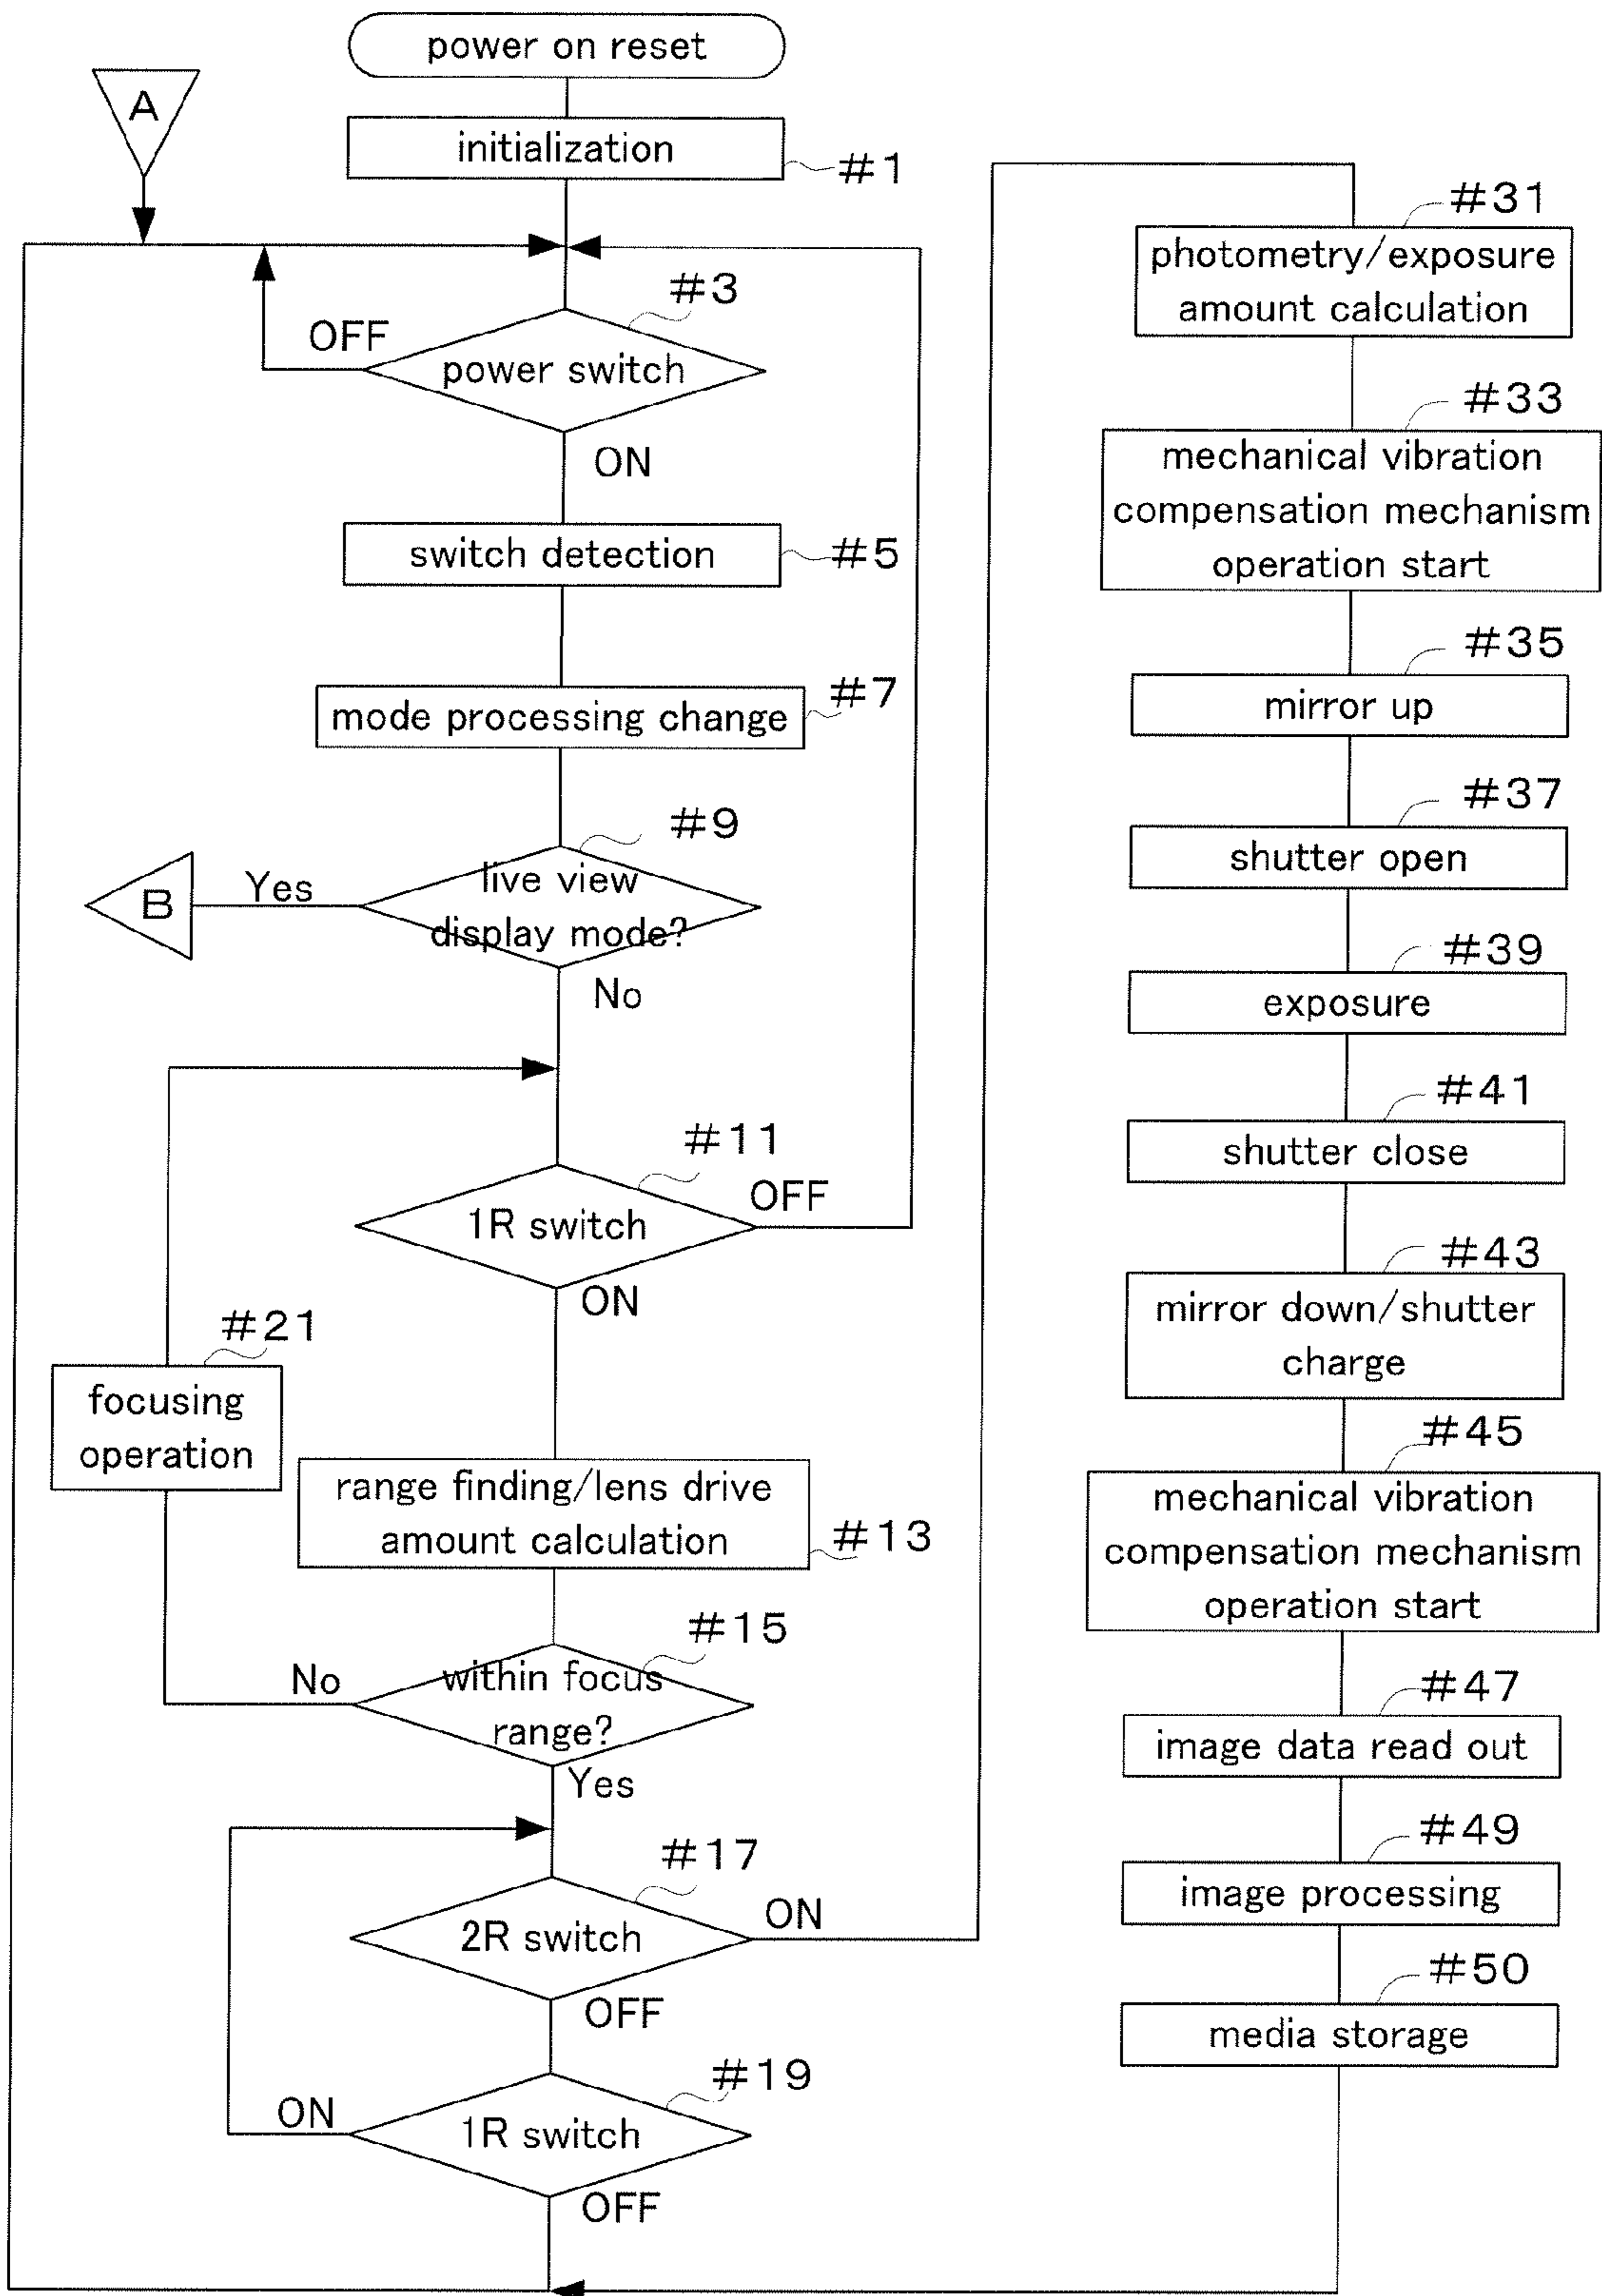 power on reset
A
initialization
#1
#3
OFF
power switch
ON
switch detection
#5
mode processing change
#7
#9
live view
display mode?
Yes
B
No
#11
OFF
1R switch
ON
#21
focusing
operation
range finding/lens drive
amount calculation
#13
#15
No
within focus
range?
Yes
#17
ON
2R switch
OFF
#19
ON
1R switch
OFF
#31
photometry/exposure
amount calculation
#33
mechanical vibration
compensation mechanism
operation start
#35
mirror up
#37
shutter open
#39
exposure
#41
shutter close
#43
mirror down/shutter
charge
#45
mechanical vibration
compensation mechanism
operation start
#47
image data read out
#49
image processing
#50
media storage